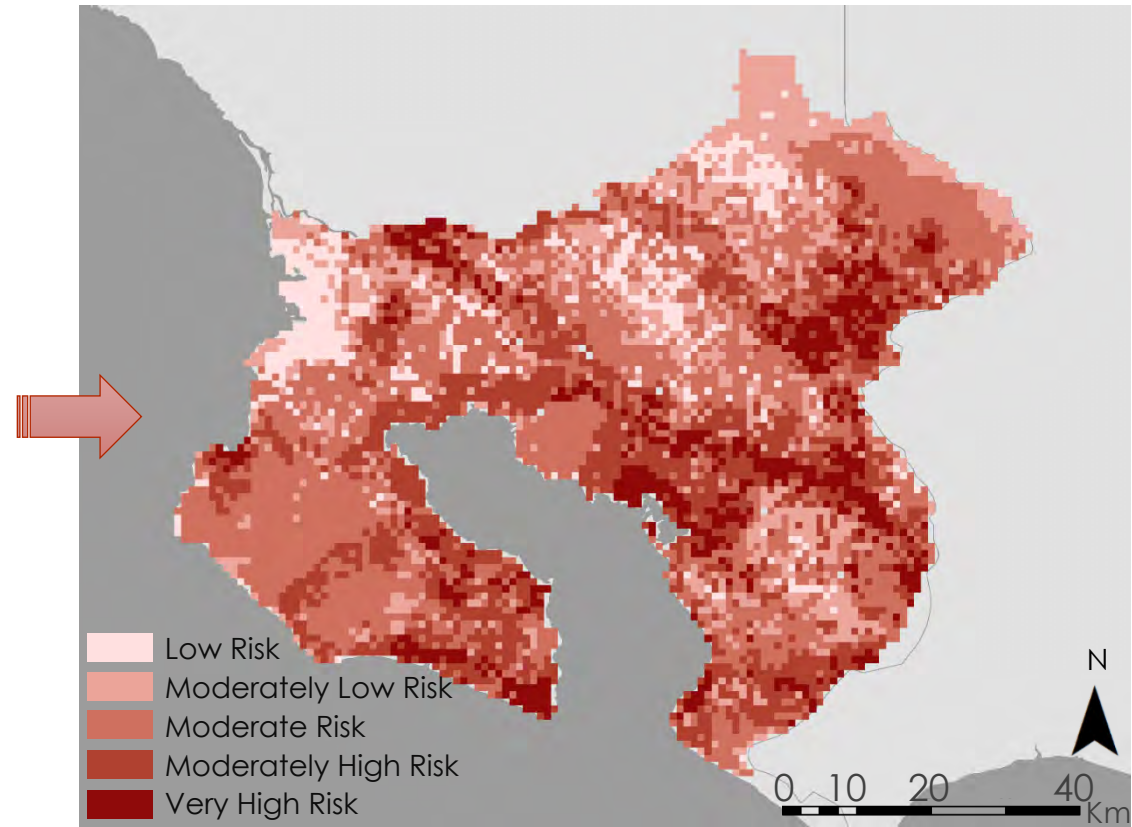 Low Risk
Moderately Low Risk
Moderate Risk
Moderately High Risk
Very High Risk
N
0 10 20 40
Km